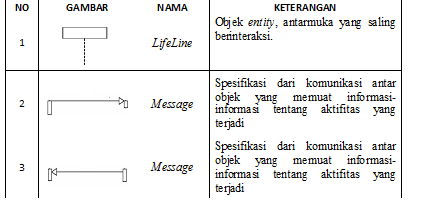 NO GAMBAR NAMA KETERANGAN
1 LifeLine Objek entity, antarmuka yang saling
berinteraksi.
2 Message Spesifikasi dari komunikasi antar
objek yang memuat informasi-
informasi tentang aktifitas yang
terjadi
3 Message Spesifikasi dari komunikasi antar
objek yang memuat informasi-
informasi tentang aktifitas yang
terjadi